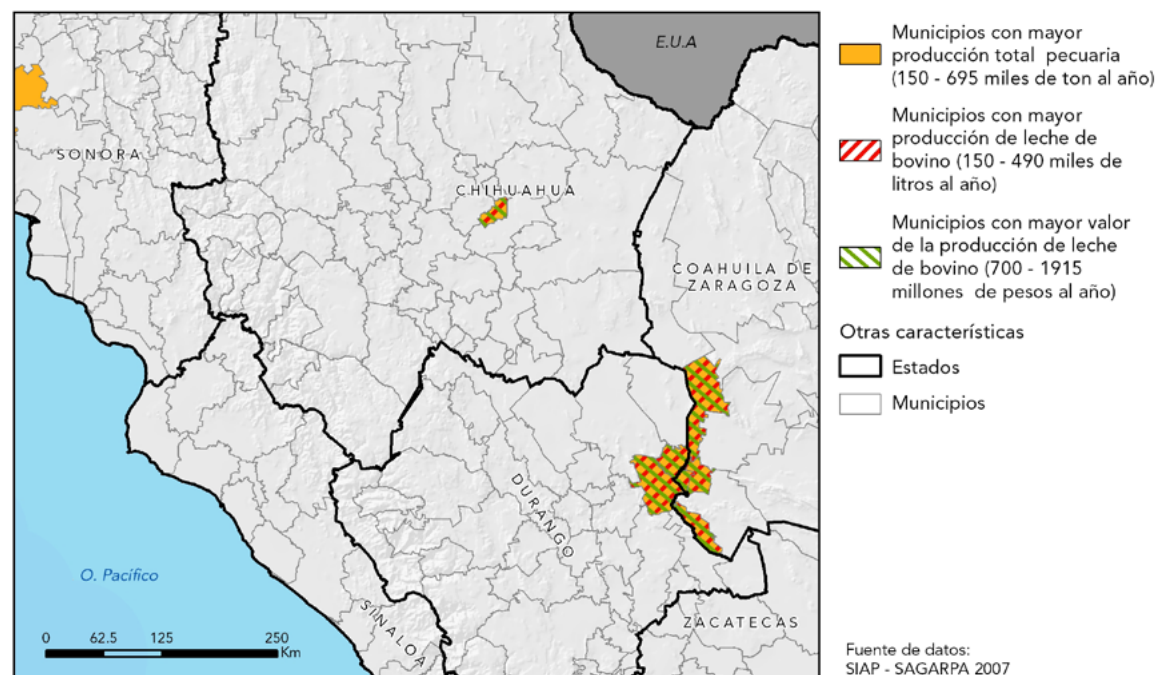 E.U.A
SONORA
CHIHUAHUA
COAHUILA DE
ZARAGOZA
DURANGO
O. Pacífico
SINALOA
ZACATECAS
0 62.5 125 250
Km
Municipios con mayor
producción total pecuaria
(150 - 695 miles de ton al año)
Municipios con mayor
producción de leche de
bovino (150 - 490 miles de
litros al año)
Municipios con mayor valor
de la producción de leche
de bovino (700 - 1915
millones de pesos al año)
Otras características
Estados
Municipios
Fuente de datos:
SIAP - SAGARPA 2007